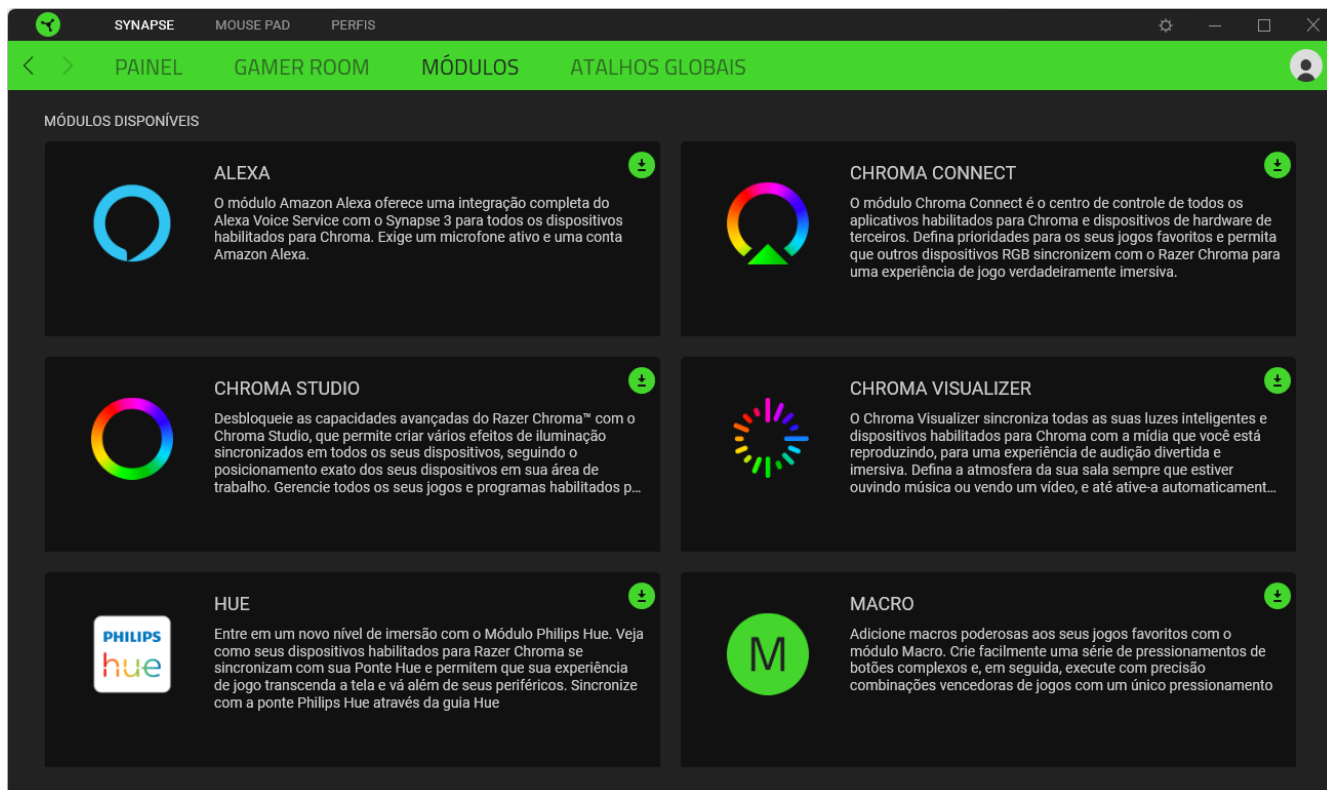 SYNAPSE
MOUSE PAD
PERFIS
PAINEL
GAMER ROOM
MÓDULOS
ATALHOS GLOBAIS
MÓDULOS DISPONÍVEIS
ALEXA
O módulo Amazon Alexa oferece uma integração completa do
Alexa Voice Service com o Synapse 3 para todos os dispositivos
habilitados para Chroma. Exige um microfone ativo e uma conta
Amazon Alexa.
CHROMA CONNECT
O módulo Chroma Connect é o centro de controle de todos os
aplicativos habilitados para Chroma e dispositivos de hardware de
terceiros. Defina prioridades para os seus jogos favoritos e permita
que outros dispositivos RGB sincronizem com o Razer Chroma para
uma experiência de jogo verdadeiramente imersiva.
CHROMA STUDIO
Desbloqueie as capacidades avançadas do Razer Chroma™ com o
Chroma Studio, que permite criar vários efeitos de iluminação
sincronizados em todos os seus dispositivos, seguindo o
posicionamento exato dos seus dispositivos em sua área de
trabalho. Gerencie todos os seus jogos e programas habilitados p...
CHROMA VISUALIZER
O Chroma Visualizer sincroniza todas as suas luzes inteligentes e
dispositivos habilitados para Chroma com a mídia que você está
reproduzindo, para uma experiência de audição divertida e
imersiva. Defina a atmosfera da sua sala sempre que estiver
ouvindo música ou vendo um vídeo, e até ative-a automaticament...
PHILIPS
hue
HUE
Entre em um novo nível de imersão com o Módulo Philips Hue. Veja
como seus dispositivos habilitados para Razer Chroma se
sincronizam com sua Ponte Hue e permitem que sua experiência
de jogo transcenda a tela e vá além de seus periféricos. Sincronize
com a ponte Philips Hue através da guia Hue
M
MACRO
Adicione macros poderosas aos seus jogos favoritos com o
módulo Macro. Crie facilmente uma série de pressionamentos de
botões complexos e, em seguida, execute com precisão
combinações vencedoras de jogos com um único pressionamento